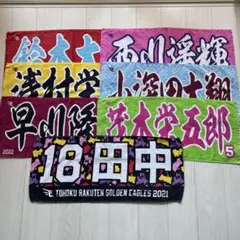 鈴木大
西川遥輝
浅村栄
小深田大翔
早川隆
茂木栄五郎
5
18 田中
TOHOKU RAKUTEN GOLDEN EAGLES 2021